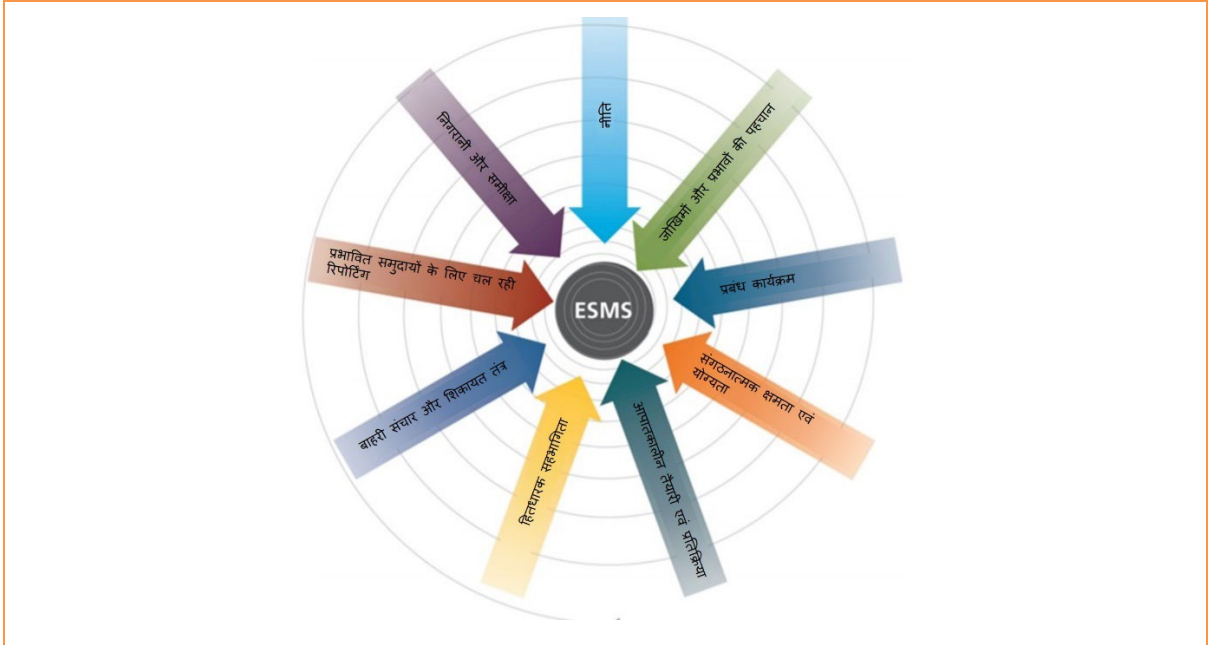 नीति
जोखिमों और प्रभावों की पहचान
प्रबंध कार्यक्रम
संगठनात्मक क्षमता एवं
योग्यता
आपातकालीन तैयारी एवं प्रतिक्रिया
हितधारक सहभागिता
बाहरी संचार और शिकायत तंत्र
प्रभावित समुदायों के लिए चल रही
रिपोर्टिंग
निगरानी और समीक्षा
ESMS